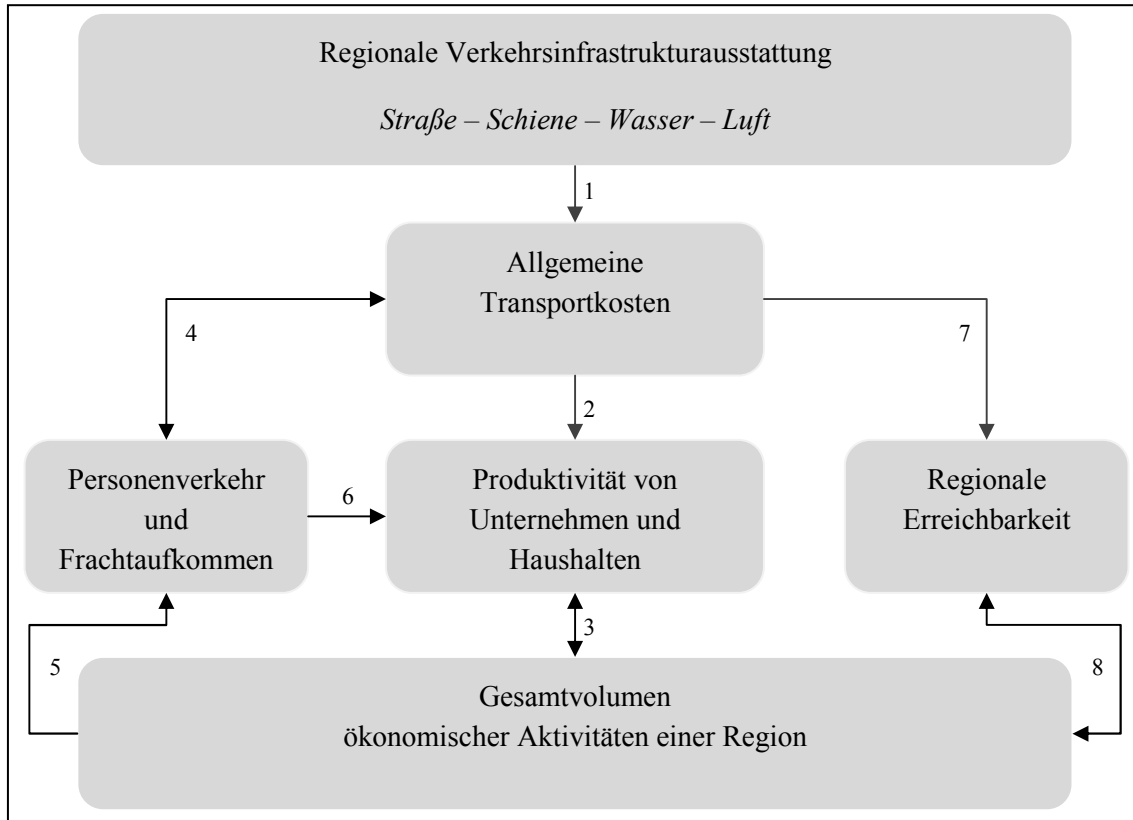 Regionale Verkehrsinfrastrukturausstattung
Straße – Schiene – Wasser – Luft
1
Allgemeine
Transportkosten
4
7
2
Personenverkehr
und
Frachtaufkommen
6
Produktivität von
Unternehmen und
Haushalten
Regionale
Erreichbarkeit
5
3
8
Gesamtvolumen
ökonomischer Aktivitäten einer Region